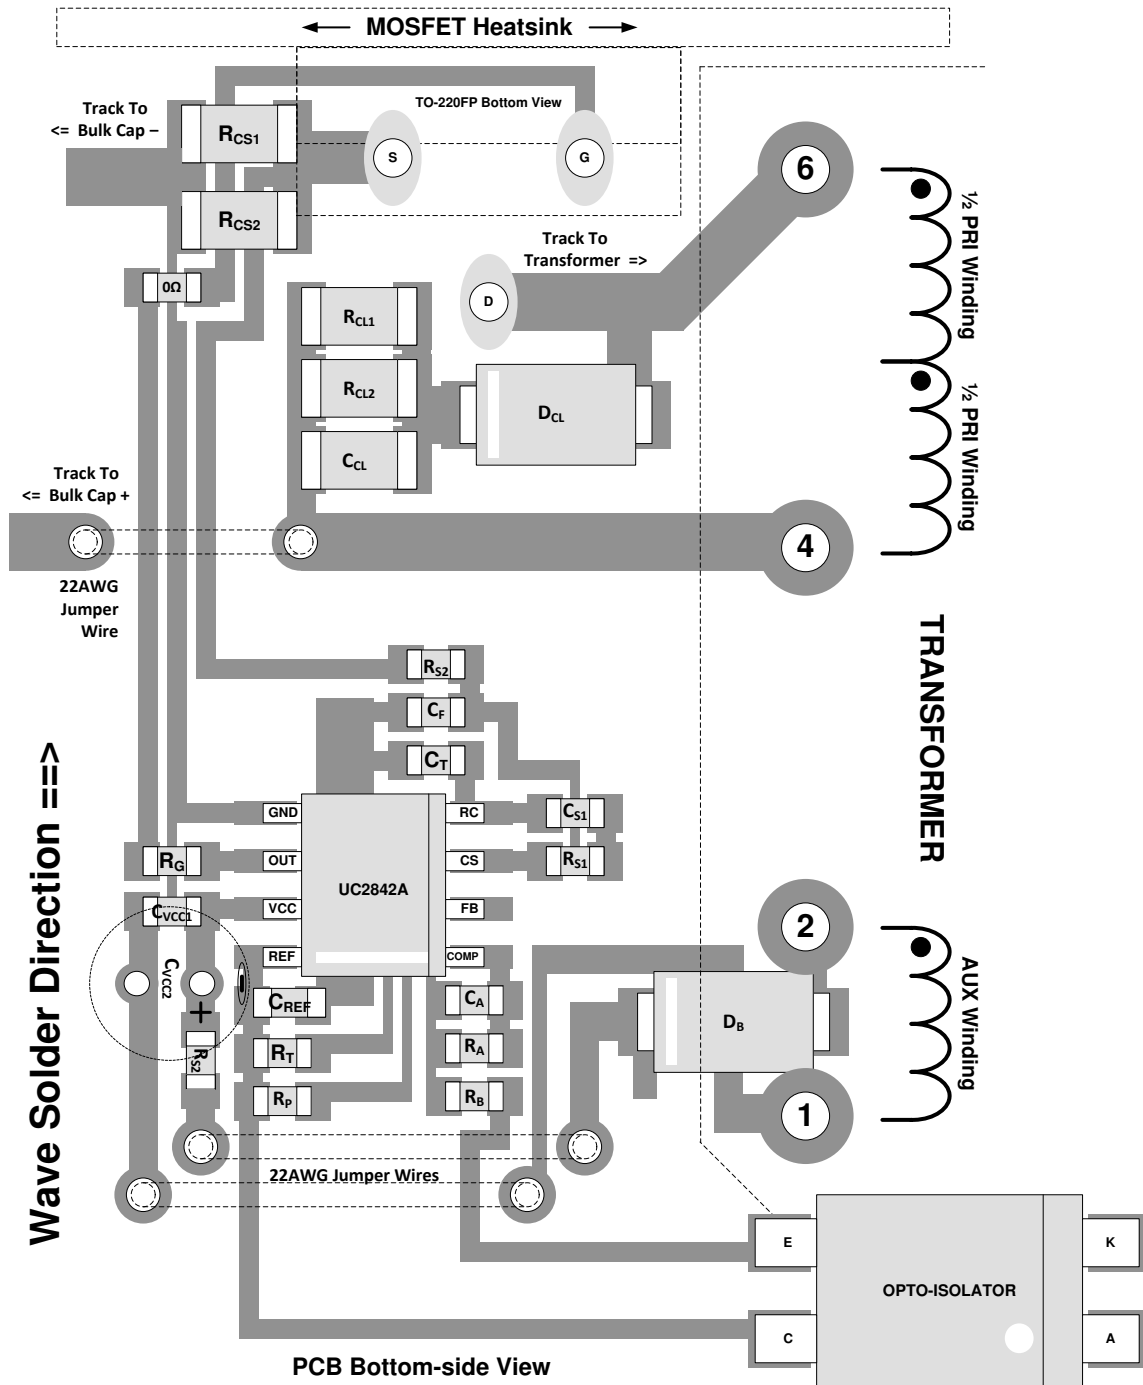 MOSFET Heatsink
TO-220FP Bottom View
Track To
<= Bulk Cap –
RCS1
S
G
6
RCS2
½ PRI Winding
Track To
Transformer =>
0Ω
D
RCL1
RCL2
DCL
½ PRI Winding
CCL
Track To
<= Bulk Cap +
4
22AWG
Jumper
Wire
TRANSFORMER
RS2
CF
CT
Wave Solder Direction ==>
GND
RC
CS1
RG
OUT
CS
RS1
UC2842A
CVCC1
VCC
FB
2
REF
COMP
CVCC2
AUX Winding
+
CREF
CA
DB
RS2
RT
RA
RP
RB
1
22AWG Jumper Wires
E
K
OPTO-ISOLATOR
C
A
PCB Bottom-side View